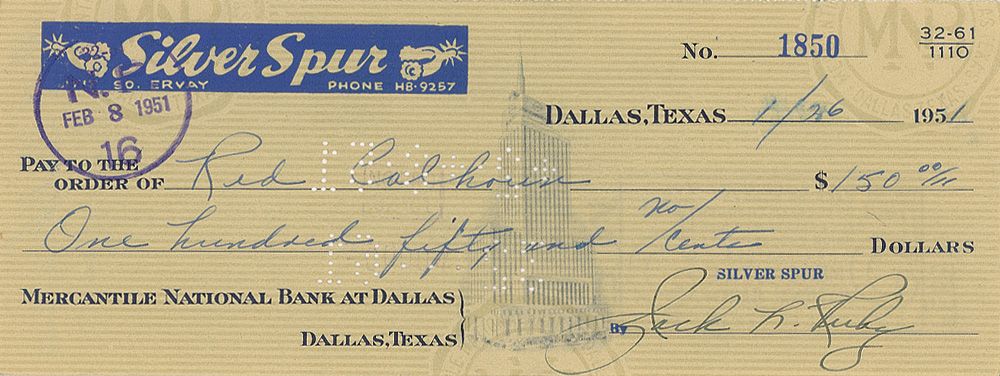 Silver Spur
SO. ERVAY PHONE HB-9257
No. 1850
32-61
1110
FEB 8 1951
16
DALLAS, TEXAS 1/26 1951
PAY TO THE
ORDER OF Red Calhoun $150 00/
One hundred fifty and no/cents DOLLARS
SILVER SPUR
MERCANTILE NATIONAL BANK AT DALLAS
DALLAS, TEXAS
BY Jack L. Ruby